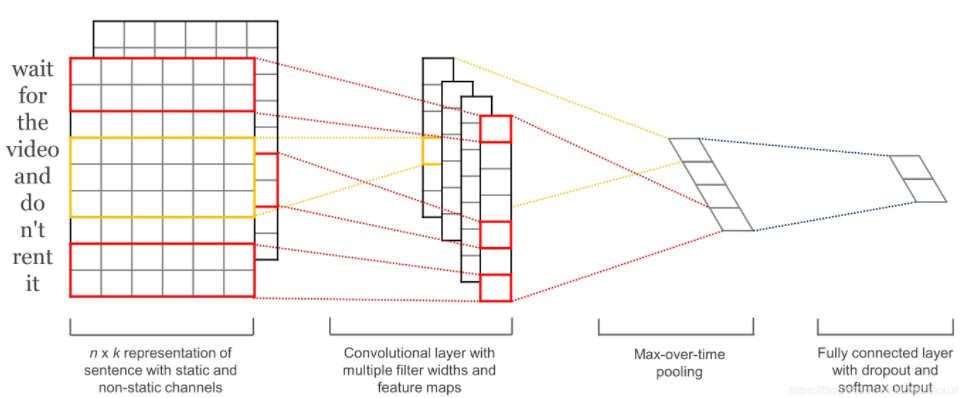 wait
for
the
video
and
do
n't
rent
it
n x k representation of
sentence with static and
non-static channels
Convolutional layer with
multiple filter widths and
feature maps
Max-over-time
pooling
Fully connected layer
with dropout and
softmax output